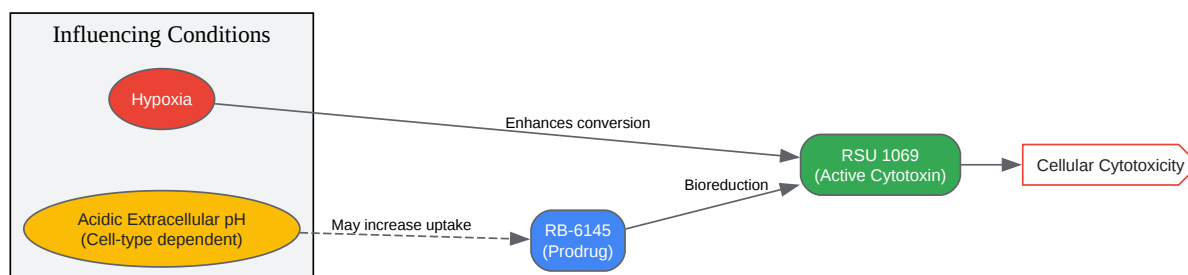 Influencing Conditions
Hypoxia
Enhances conversion
RSU 1069
(Active Cytotoxin)
Cellular Cytotoxicity
Bioreduction
Acidic Extracellular pH
(Cell-type dependent)
May increase uptake
RB-6145
(Prodrug)